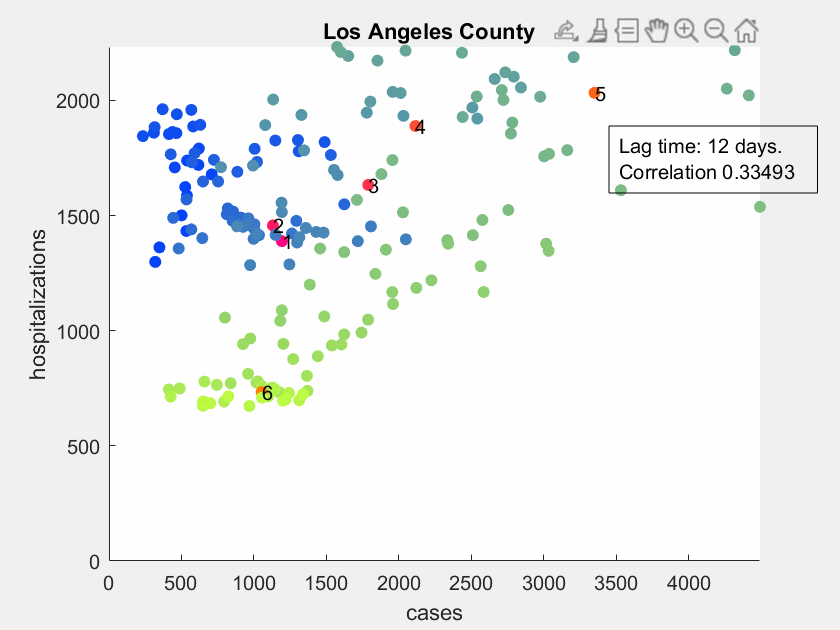 Los Angeles County
2000
1500
1000
500
0
hospitalizations
5
4
3
2
1
6
Lag time: 12 days.
Correlation 0.33493
0 500 1000 1500 2000 2500 3000 3500 4000
cases